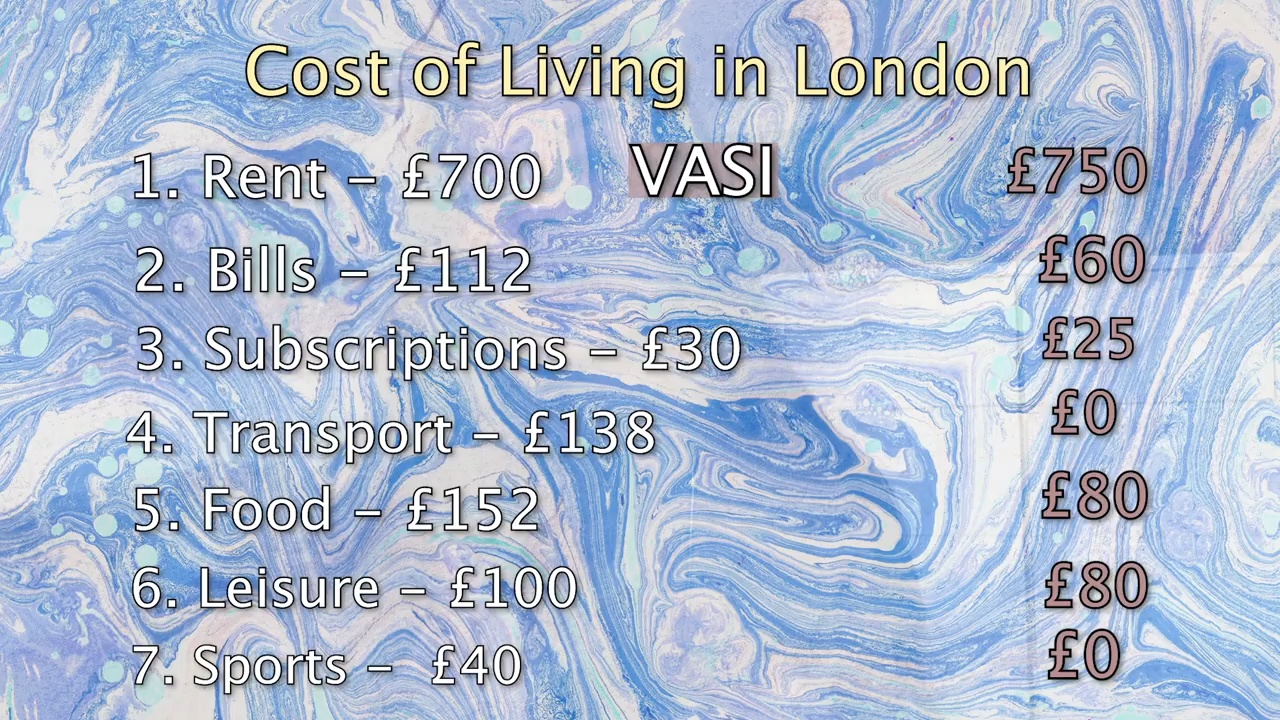 Cost of Living in London
1. Rent – £700 VASI £750
2. Bills – £112 £60
3. Subscriptions – £30 £25
4. Transport – £138 £0
5. Food – £152 £80
6. Leisure – £100 £80
7. Sports – £40 £0